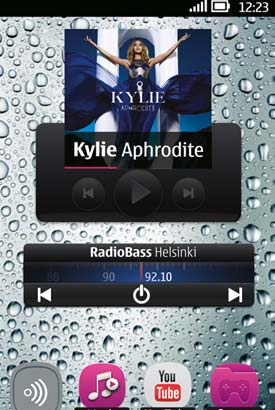 12:23
KYLIE
APHRODITE
Kylie Aphrodite
RadioBass Helsinki
88 90 92.10
You
Tube